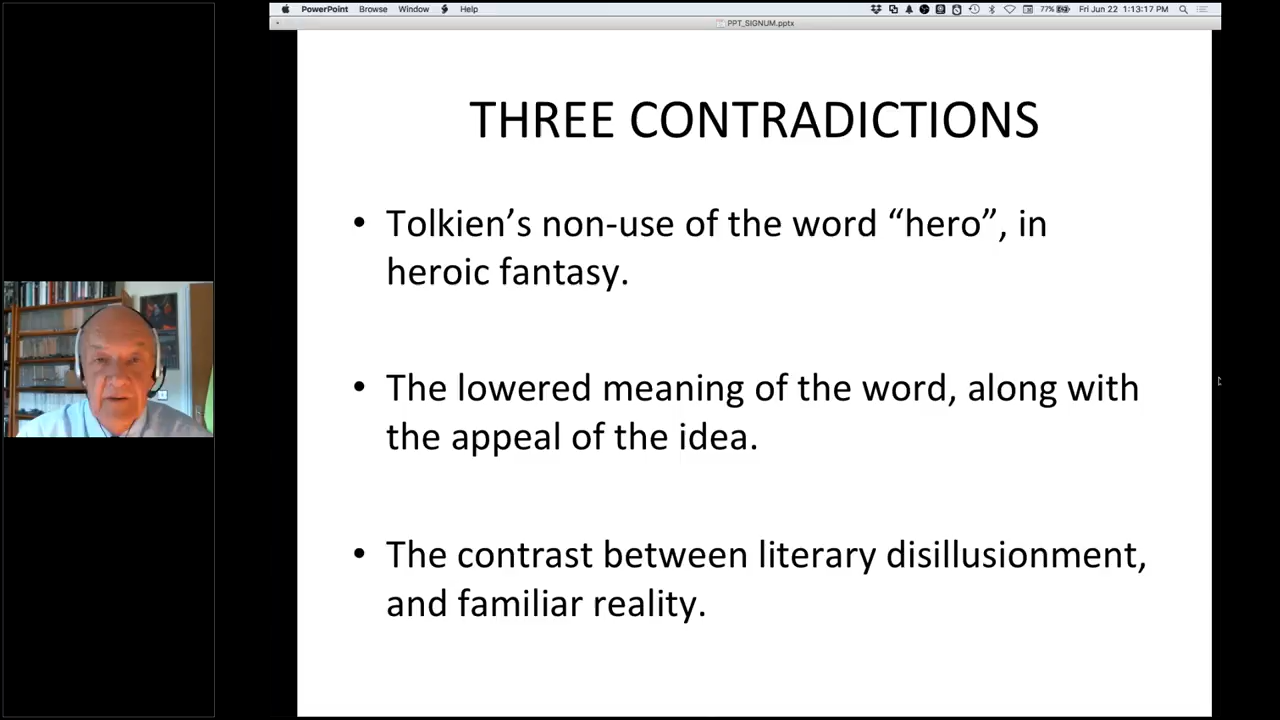 PowerPoint Browse Window Help
77% Fri Jun 22 1:13:17 PM
PPT_SIGNUM.pptx
THREE CONTRADICTIONS
• Tolkien’s non-use of the word “hero”, in
heroic fantasy.
• The lowered meaning of the word, along with
the appeal of the idea.
• The contrast between literary disillusionment,
and familiar reality.